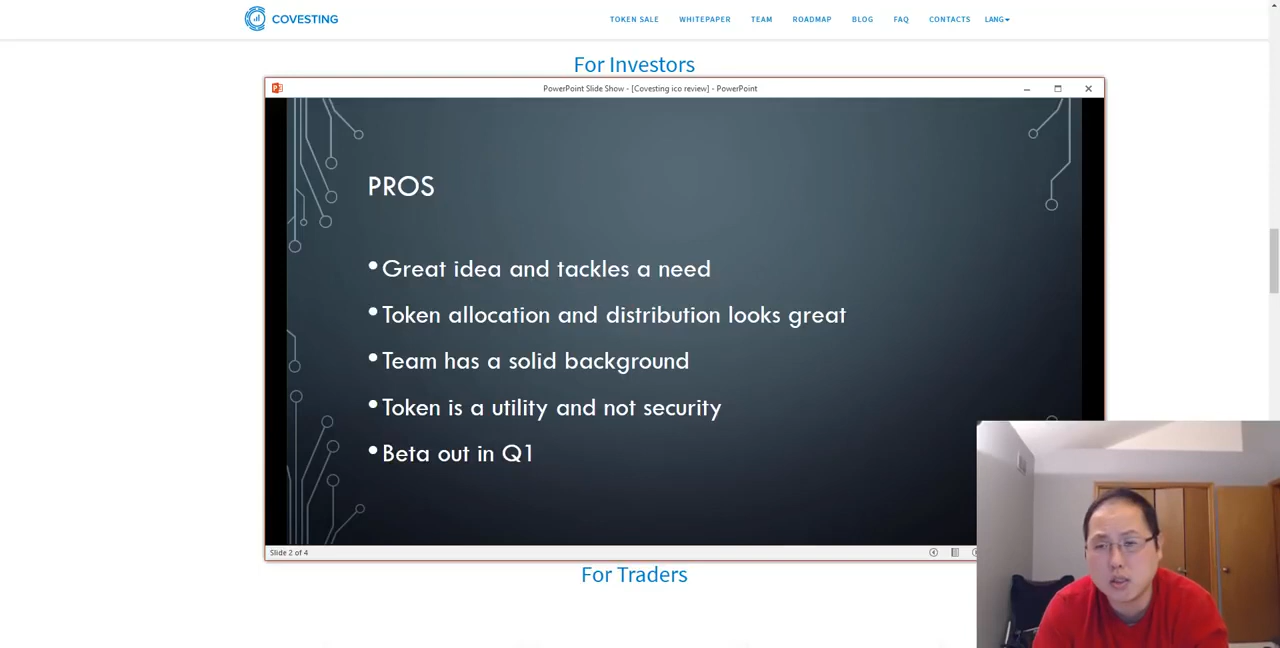 COVESTING
TOKEN SALE WHITEPAPER TEAM ROADMAP BLOG FAQ CONTACTS LANG
For Investors
PowerPoint Slide Show - [Covesting ico review] - PowerPoint
PROS
• Great idea and tackles a need
• Token allocation and distribution looks great
• Team has a solid background
• Token is a utility and not security
• Beta out in Q1
Slide 2 of 4
For Traders